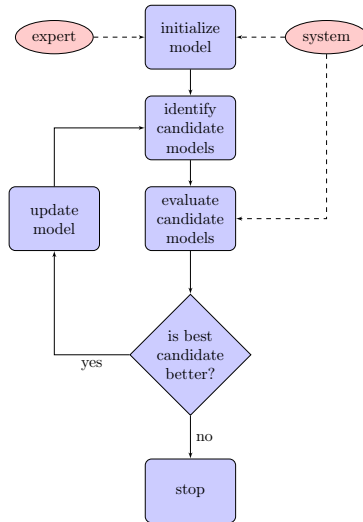 expert
initialize
model
system
identify
candidate
models
update
model
evaluate
candidate
models
is best
candidate
better?
yes
no
stop